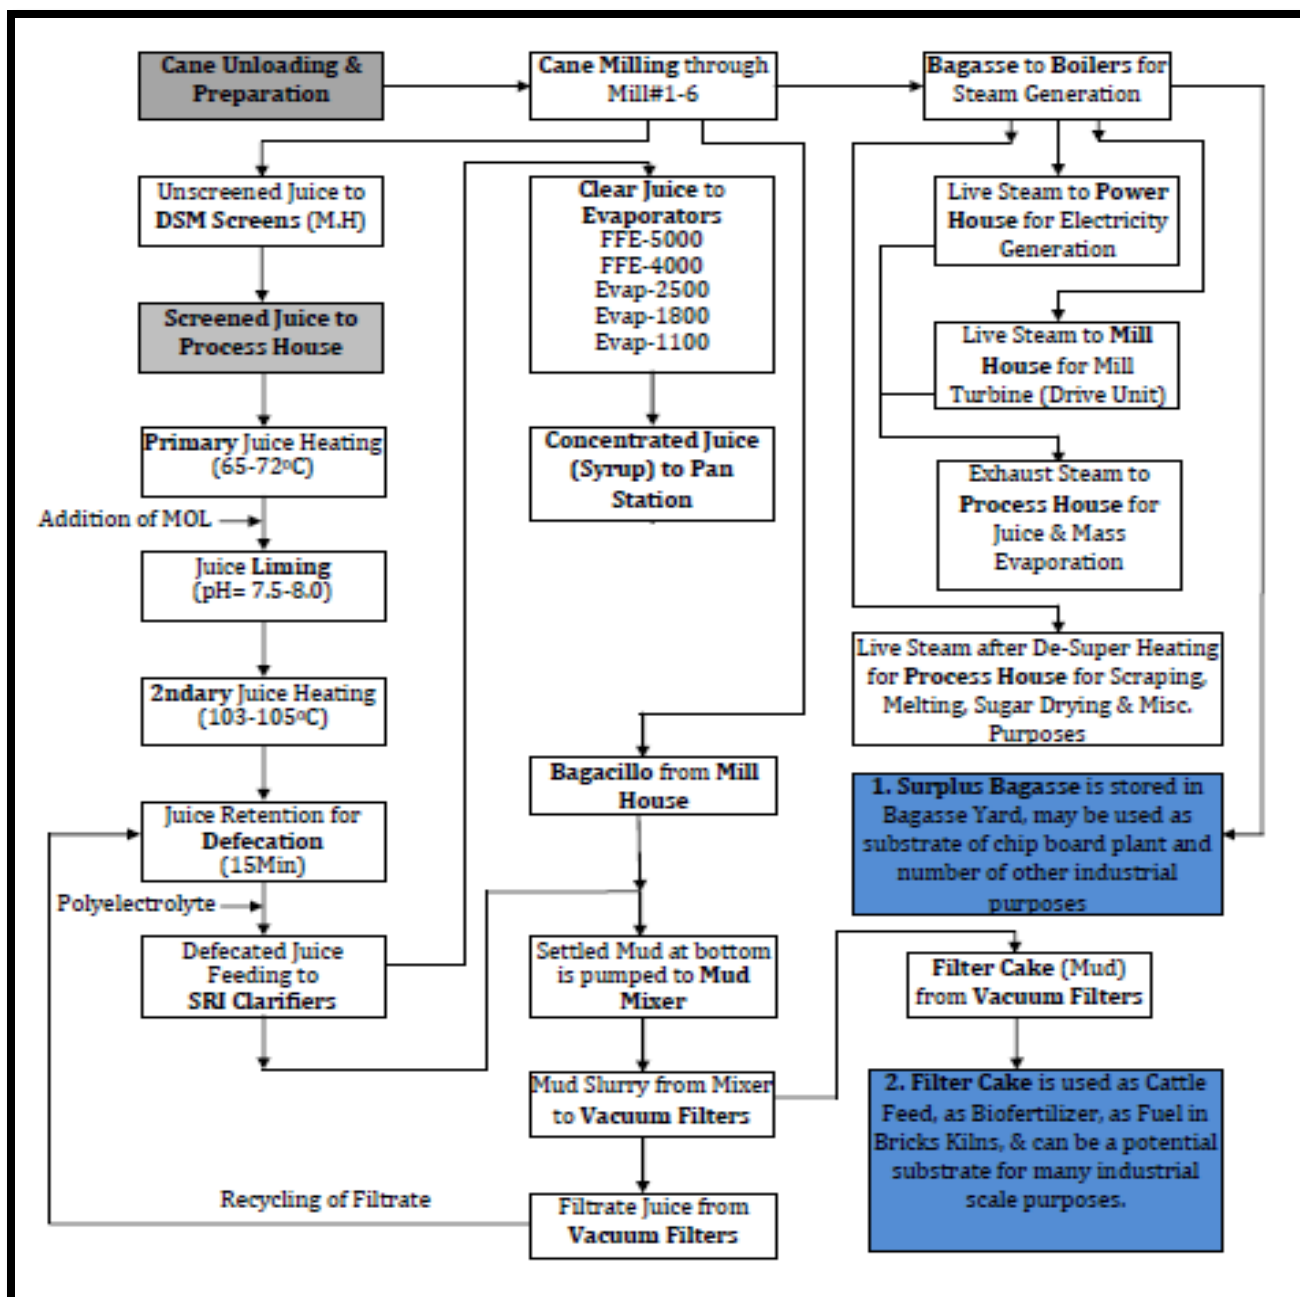 Cane Unloading &
Preparation
Cane Milling through
Mill#1-6
Bagasse to Boilers for
Steam Generation
Unscreened Juice to
DSM Screens (M.H)
Clear Juice to
Evaporators
FFE-5000
FFE-4000
Evap-2500
Evap-1800
Evap-1100
Live Steam to Power
House for Electricity
Generation
Screened Juice to
Process House
Live Steam to Mill
House for Mill
Turbine (Drive Unit)
Primary Juice Heating
(65-72ºC)
Concentrated Juice
(Syrup) to Pan
Station
Exhaust Steam to
Process House for
Juice & Mass
Evaporation
Addition of MOL
Juice Liming
(pH= 7.5-8.0)
Live Steam after De-Super Heating
for Process House for Scraping,
Melting, Sugar Drying & Misc.
Purposes
2ndary Juice Heating
(103-105ºC)
Bagacillo from Mill
House
1. Surplus Bagasse is stored in
Bagasse Yard, may be used as
substrate of chip board plant and
number of other industrial
purposes
Juice Retention for
Defecation
(15Min)
Polyelectrolyte
Defecated Juice
Feeding to
SRI Clarifiers
Settled Mud at bottom
is pumped to Mud
Mixer
Filter Cake (Mud)
from Vacuum Filters
Mud Slurry from Mixer
to Vacuum Filters
2. Filter Cake is used as Cattle
Feed, as Biofertilizer, as Fuel in
Bricks Kilns, & can be a potential
substrate for many industrial
scale purposes.
Recycling of Filtrate
Filtrate Juice from
Vacuum Filters